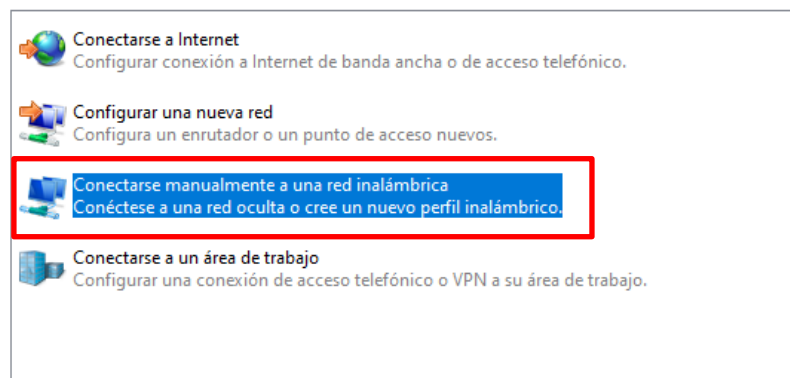 Conectarse a Internet
Configurar conexión a Internet de banda ancha o de acceso telefónico.
Configurar una nueva red
Configura un enrutador o un punto de acceso nuevos.
Conectarse manualmente a una red inalámbrica
Conéctese a una red oculta o cree un nuevo perfil inalámbrico.
Conectarse a un área de trabajo
Configurar una conexión de acceso telefónico o VPN a su área de trabajo.